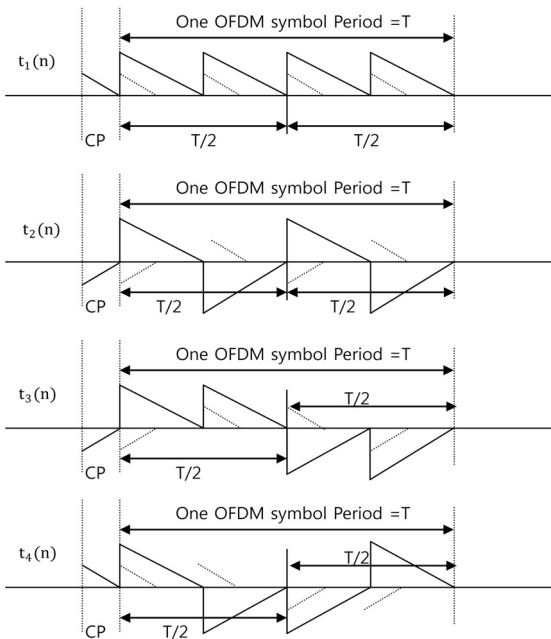 One OFDM symbol Period =T
t₁(n)
CP T/2 T/2
One OFDM symbol Period =T
t₂(n)
CP T/2 T/2
One OFDM symbol Period =T
t₃(n) T/2
CP T/2
One OFDM symbol Period =T
t₄(n) T/2
CP T/2